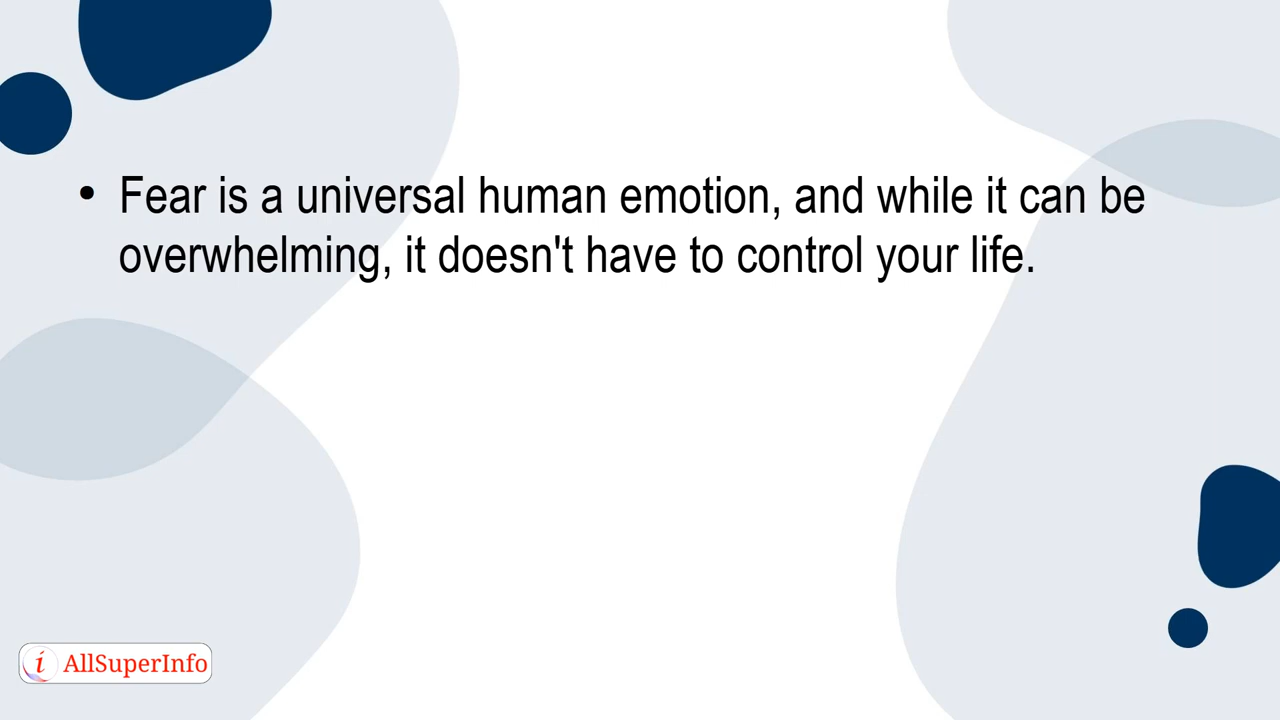 • Fear is a universal human emotion, and while it can be
overwhelming, it doesn't have to control your life.
i AllSuperInfo